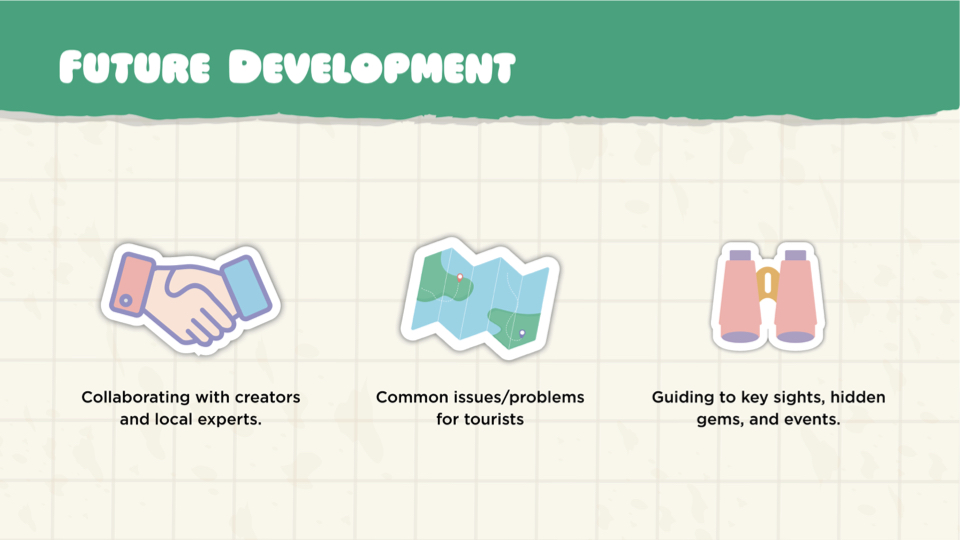 Future Development
Collaborating with creators
and local experts.
Common issues/problems
for tourists
Guiding to key sights, hidden
gems, and events.